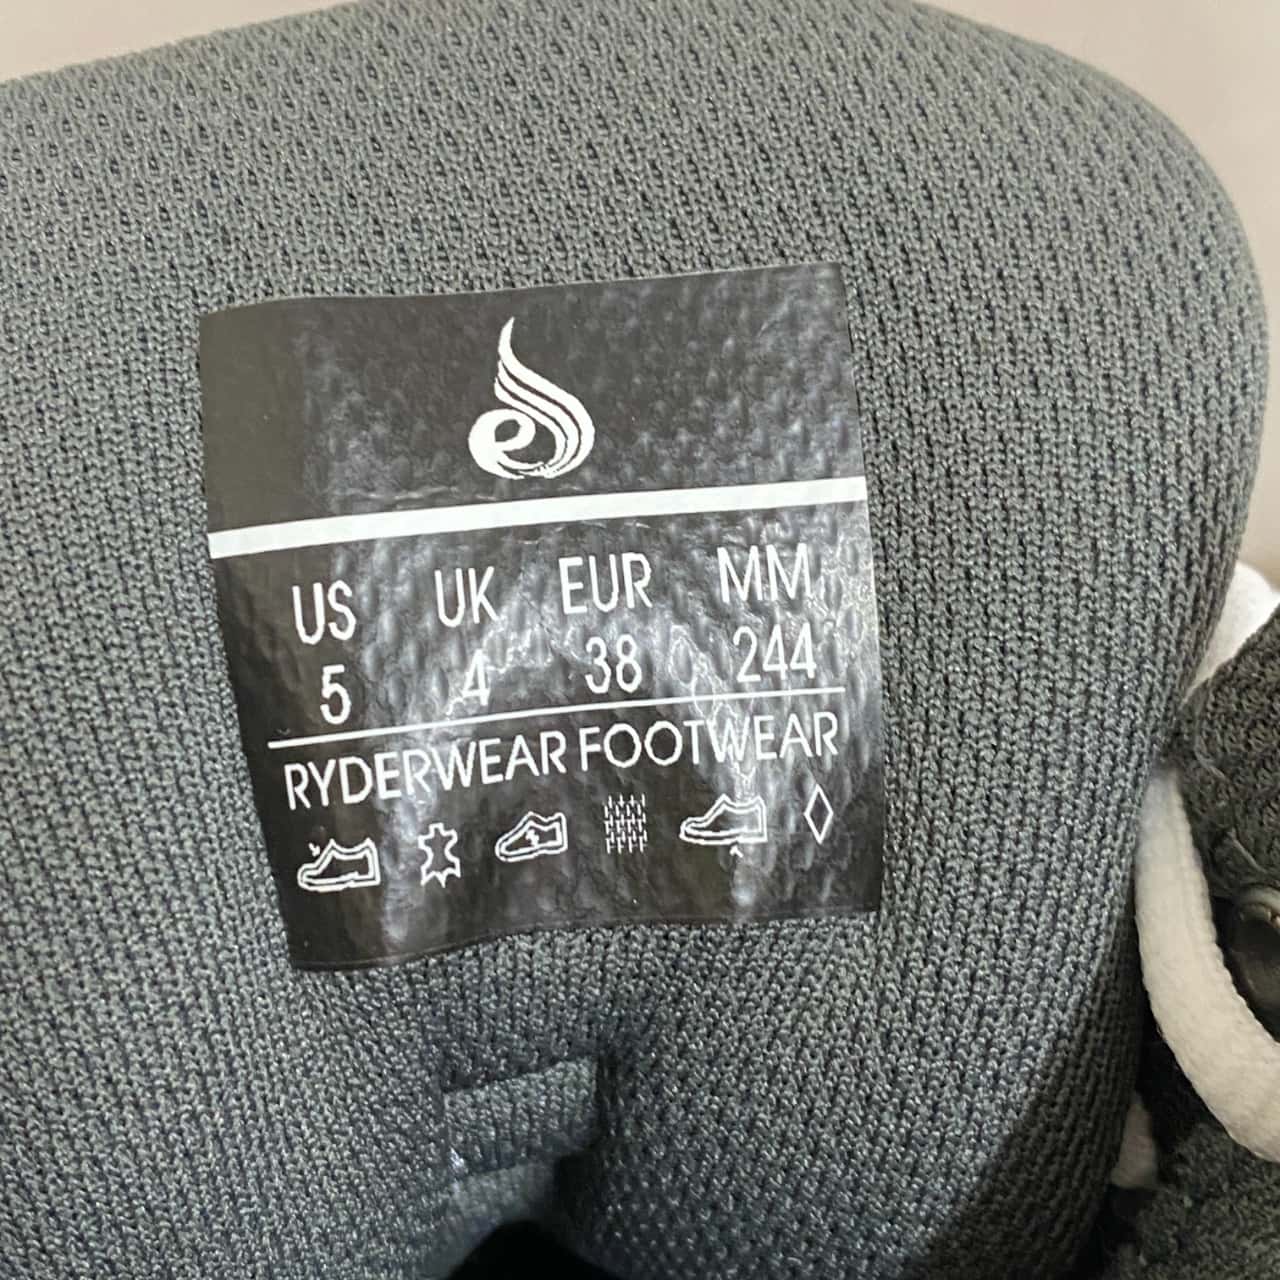 US UK EUR MM
5 4 38 244
RYDERWEAR FOOTWEAR